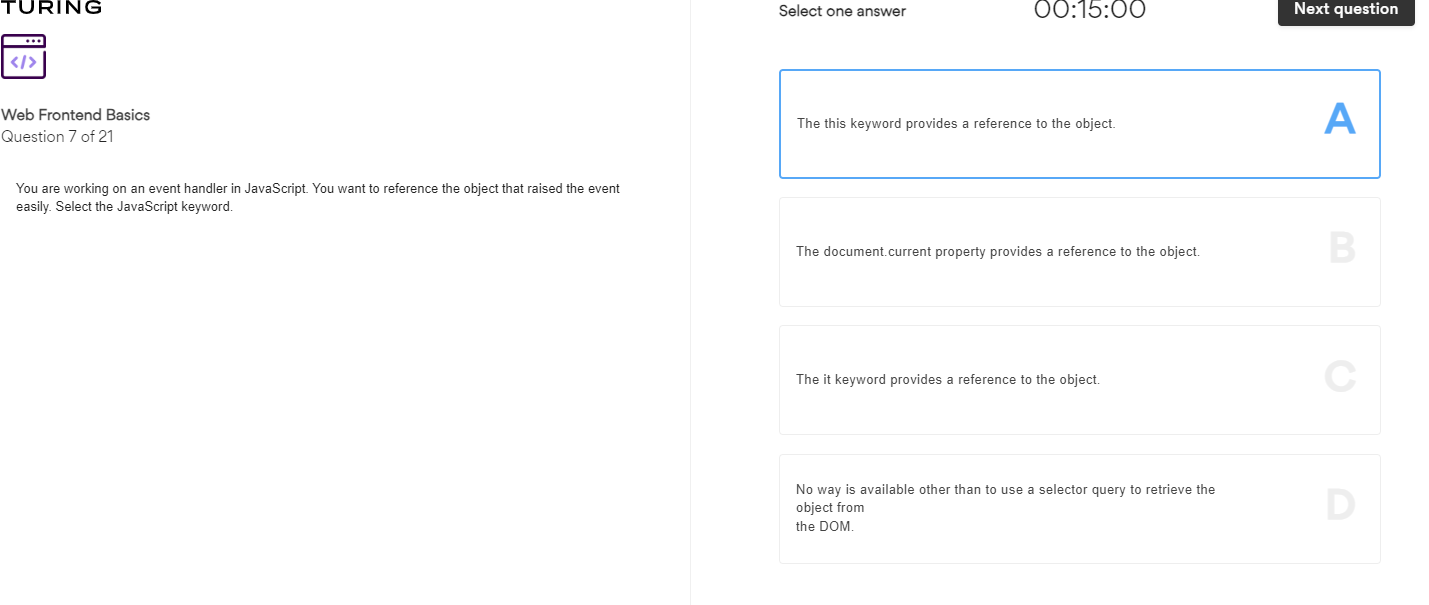 TURING
</>
Web Frontend Basics
Question 7 of 21
You are working on an event handler in JavaScript. You want to reference the object that raised the event
easily. Select the JavaScript keyword.
Select one answer
00:15:00
Next question
The this keyword provides a reference to the object.
A
The document.current property provides a reference to the object.
B
The it keyword provides a reference to the object.
C
No way is available other than to use a selector query to retrieve the
object from
the DOM.
D